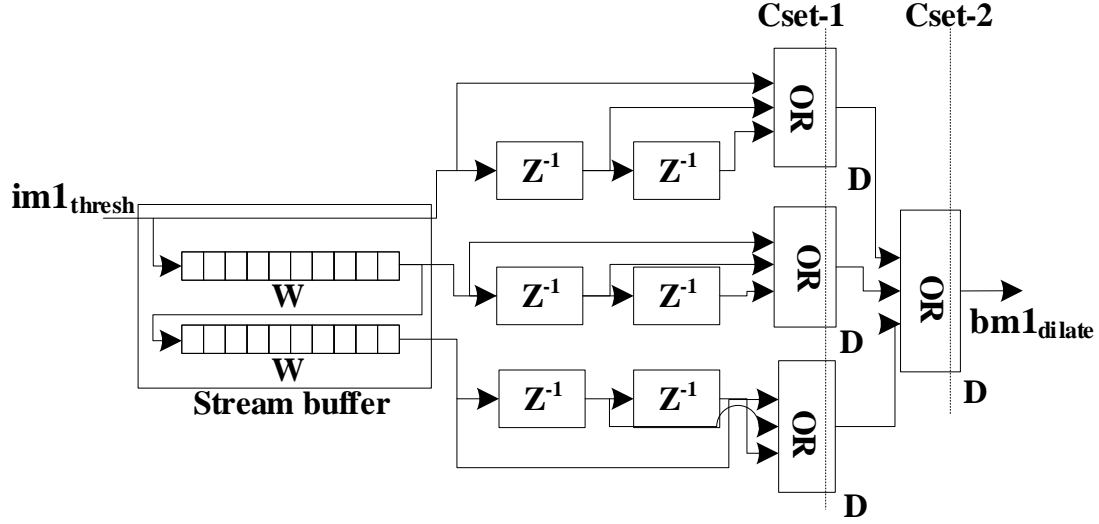 Cset-1
Cset-2
OR
Z⁻¹
Z⁻¹
D
im1thresh
OR
OR
W
Z⁻¹
Z⁻¹
bm1dilate
D
W
D
Z⁻¹
Z⁻¹
OR
Stream buffer
D